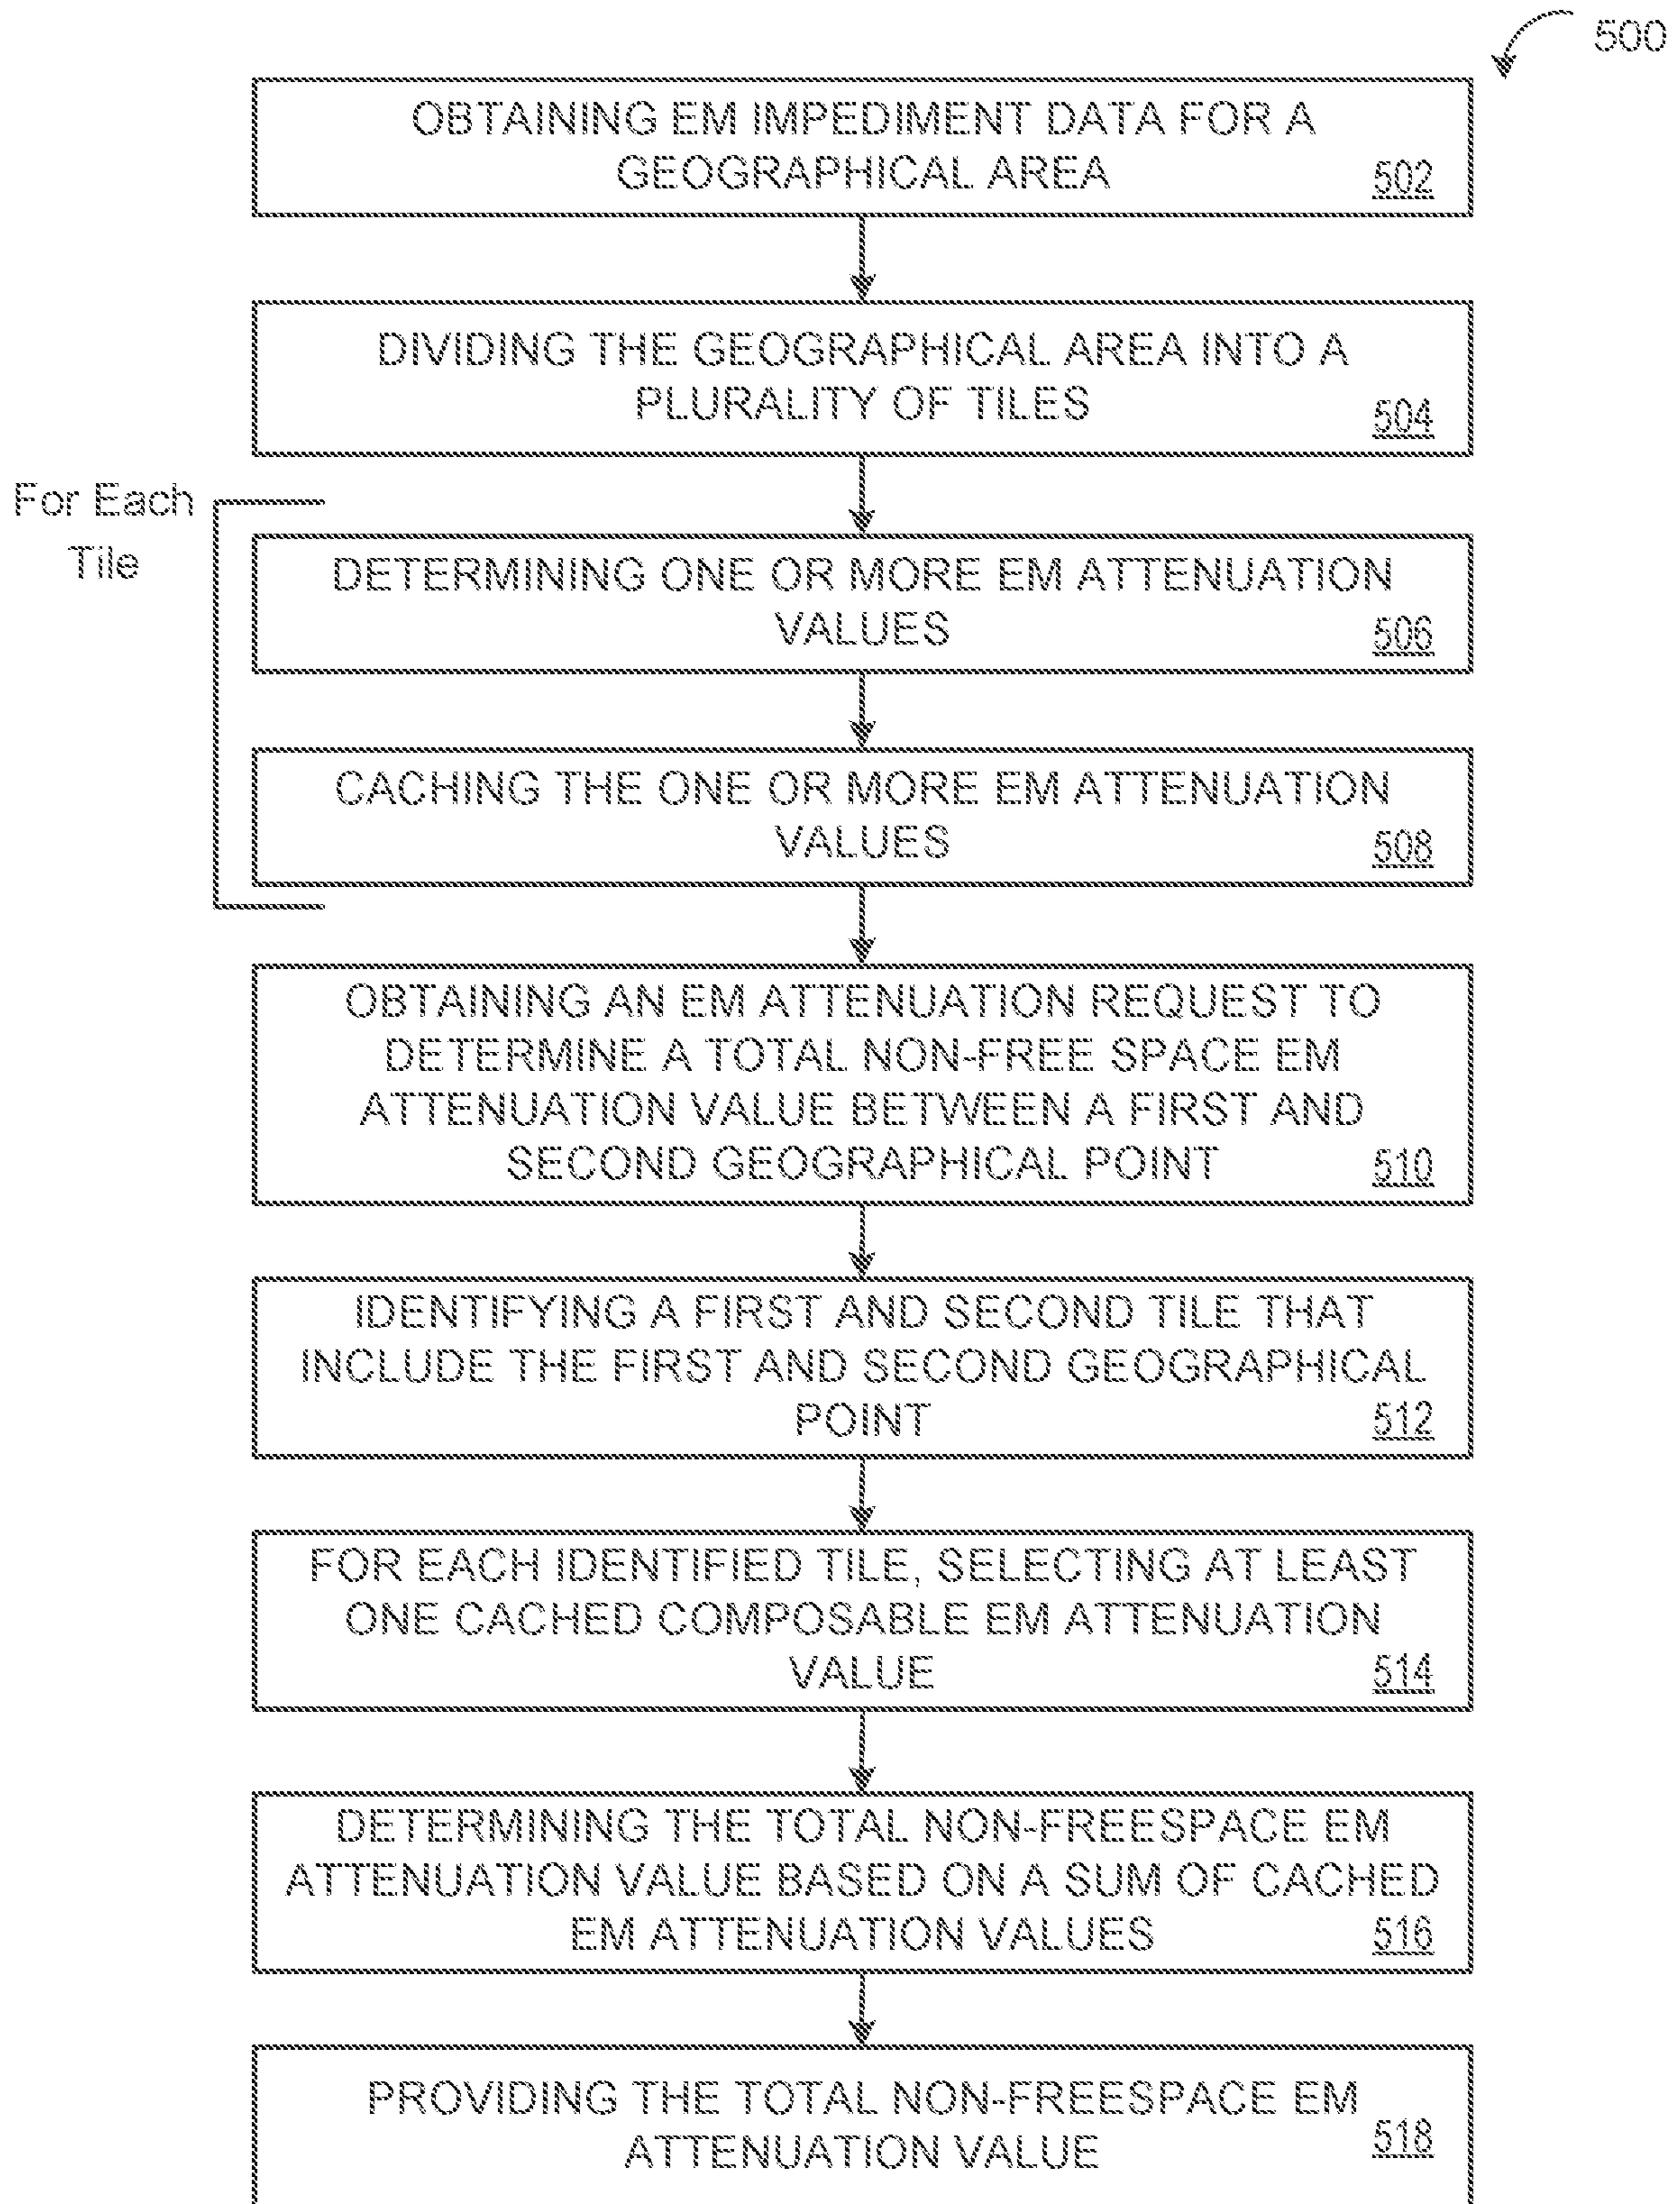 500
OBTAINING EM IMPEDIMENT DATA FOR A
GEOGRAPHICAL AREA
502
DIVIDING THE GEOGRAPHICAL AREA INTO A
PLURALITY OF TILES
504
For Each
Tile
DETERMINING ONE OR MORE EM ATTENUATION
VALUES
506
CACHING THE ONE OR MORE EM ATTENUATION
VALUES
508
OBTAINING AN EM ATTENUATION REQUEST TO
DETERMINE A TOTAL NON-FREE SPACE EM
ATTENUATION VALUE BETWEEN A FIRST AND
SECOND GEOGRAPHICAL POINT
510
IDENTIFYING A FIRST AND SECOND TILE THAT
INCLUDE THE FIRST AND SECOND GEOGRAPHICAL
POINT
512
FOR EACH IDENTIFIED TILE, SELECTING AT LEAST
ONE CACHED COMPOSABLE EM ATTENUATION
VALUE
514
DETERMINING THE TOTAL NON-FREESPACE EM
ATTENUATION VALUE BASED ON A SUM OF CACHED
EM ATTENUATION VALUES
516
PROVIDING THE TOTAL NON-FREESPACE EM
ATTENUATION VALUE
518